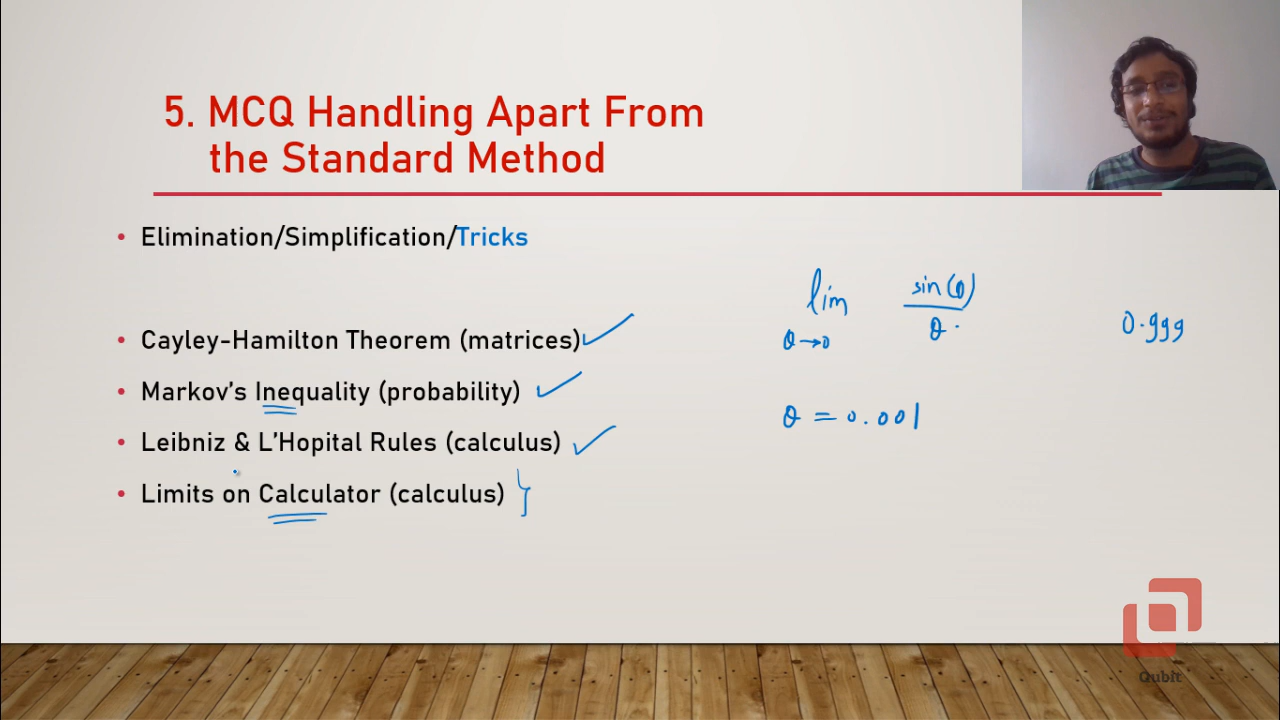 5. MCQ Handling Apart From
the Standard Method
• Elimination/Simplification/Tricks
• Cayley-Hamilton Theorem (matrices)
• Markov's Inequality (probability)
• Leibniz & L'Hopital Rules (calculus)
• Limits on Calculator (calculus)
lim sin(θ)
θ→0 θ
0.999
θ = 0.001
Qubit